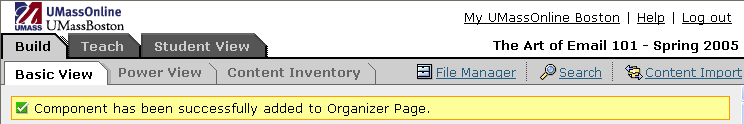 UMassOnline
UMASS UMassBoston
My UMassOnline Boston | Help | Log out
Build Teach Student View
The Art of Email 101 - Spring 2005
Basic View Power View Content Inventory File Manager Search Content Import
Component has been successfully added to Organizer Page.